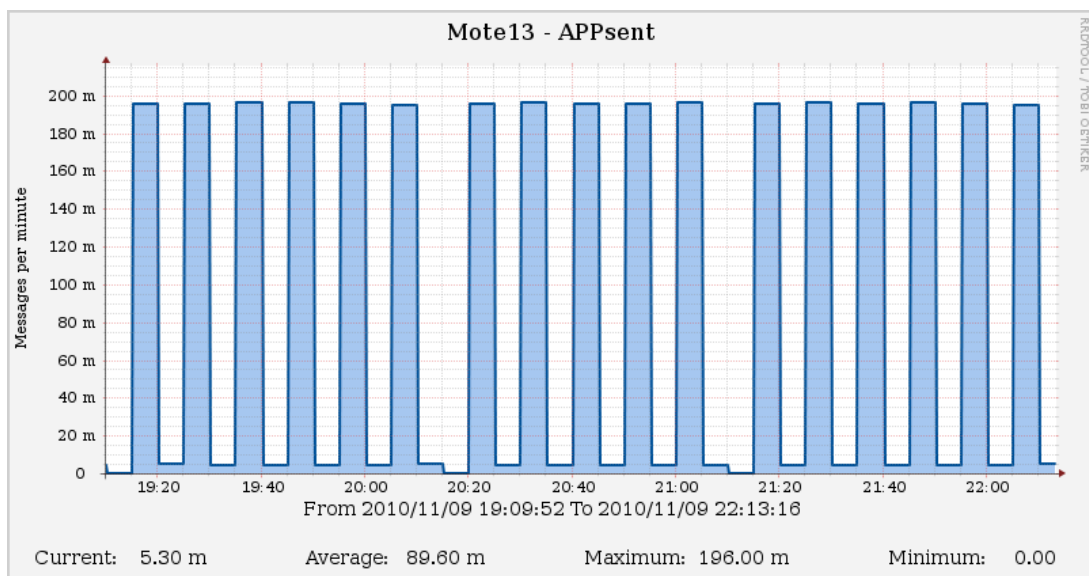 Mote13 - APPsent
RRDTOOL / TOBI OETIKER
Messages per minute
200 m
180 m
160 m
140 m
120 m
100 m
80 m
60 m
40 m
20 m
0
19:20 19:40 20:00 20:20 20:40 21:00 21:20 21:40 22:00
From 2010/11/09 19:09:52 To 2010/11/09 22:13:16
Current: 5.30 m Average: 89.60 m Maximum: 196.00 m Minimum: 0.00